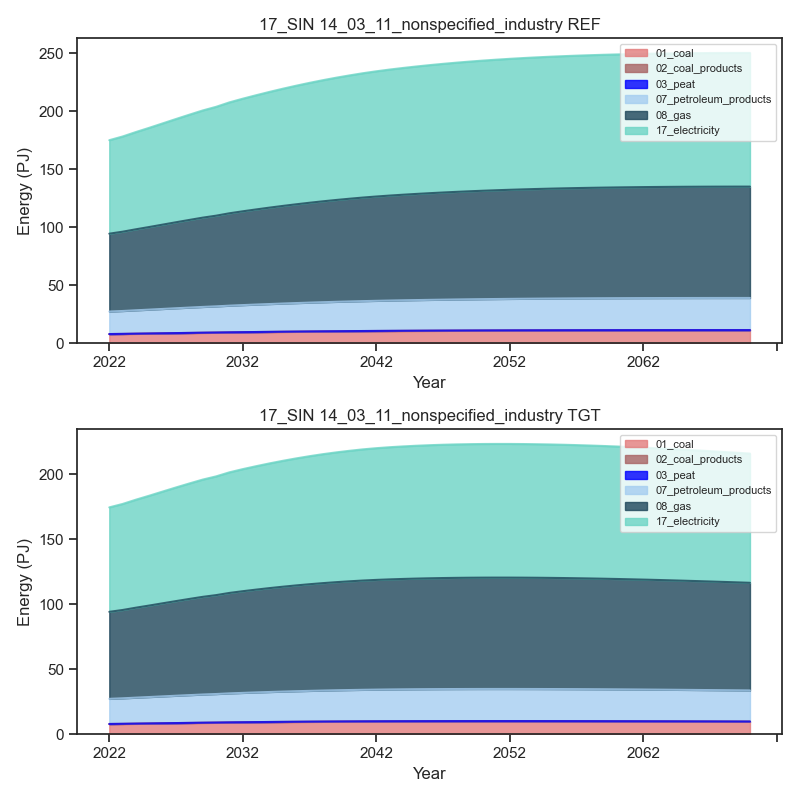 17_SIN 14_03_11_nonspecified_industry REF
250
200
150
100
50
0
Energy (PJ)
01_coal
02_coal_products
03_peat
07_petroleum_products
08_gas
17_electricity
2022 2032 2042 2052 2062
Year
17_SIN 14_03_11_nonspecified_industry TGT
200
150
100
50
0
Energy (PJ)
01_coal
02_coal_products
03_peat
07_petroleum_products
08_gas
17_electricity
2022 2032 2042 2052 2062
Year